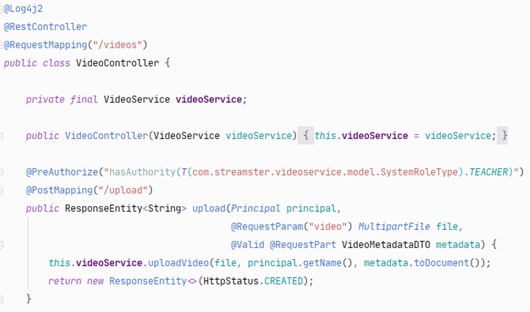 @Log4j2
@RestController
@RequestMapping("/videos")
public class VideoController {
private final VideoService videoService;
public VideoController(VideoService videoService) { this.videoService = videoService; }
@PreAuthorize("hasAuthority(T(com.streamster.videoservice.model.SystemRoleType).TEACHER)")
@PostMapping("/upload")
public ResponseEntity<String> upload(Principal principal,
@RequestParam("video") MultipartFile file,
@Valid @RequestPart VideoMetadataDTO metadata) {
this.videoService.uploadVideo(file, principal.getName(), metadata.toDocument());
return new ResponseEntity<>(HttpStatus.CREATED);
}